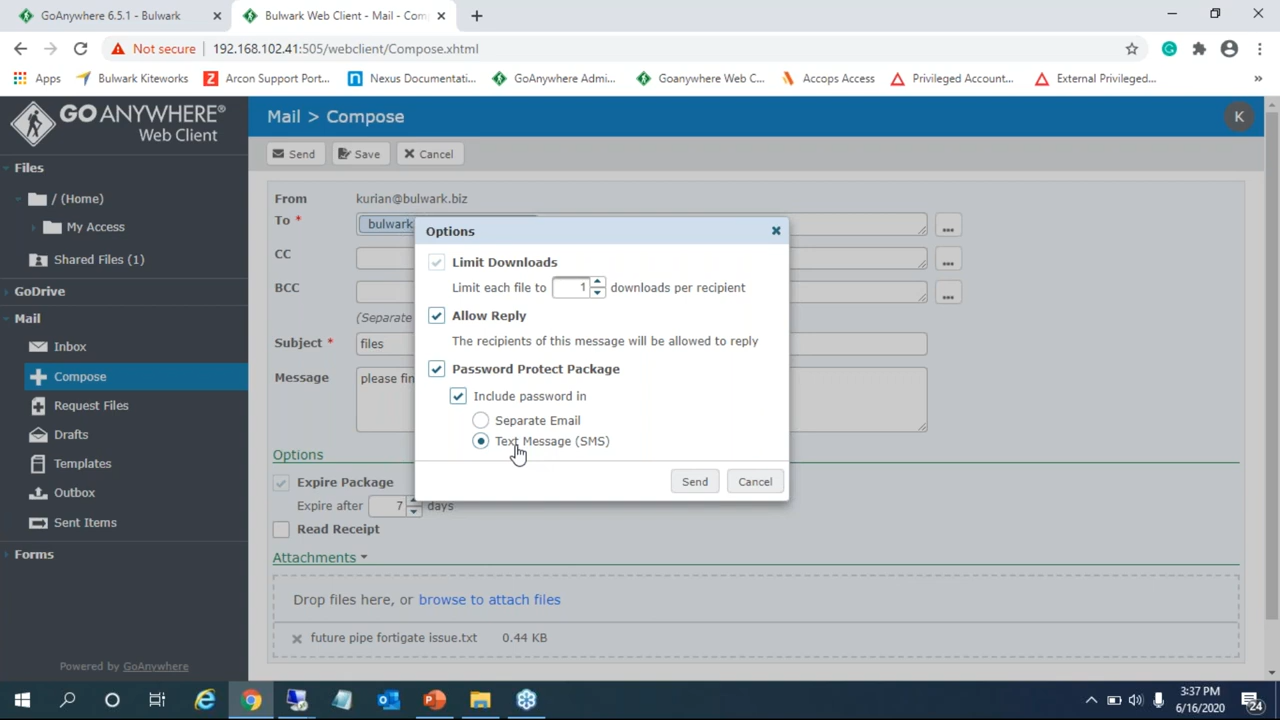 GoAnywhere 6.5.1 - Bulwark
Bulwark Web Client - Mail - Com
Not secure 192.168.102.41:505/webclient/Compose.xhtml
Apps Bulwark Kiteworks Arcon Support Port... Nexus Documentati... GoAnywhere Admi... Goanywhere Web C... Accops Access Privileged Account... External Privileged... »
GOANYWHERE®
Web Client
Files
/ (Home)
My Access
Shared Files (1)
GoDrive
Mail
Inbox
Compose
Request Files
Drafts
Templates
Outbox
Sent Items
Forms
Powered by GoAnywhere
Mail > Compose
K
Send Save Cancel
From kurian@bulwark.biz
To * bulwark ...
CC ...
BCC ...
(Separate
Subject * files
Message please fin
Options
Expire Package
Expire after 7 days
Read Receipt
Attachments
Drop files here, or browse to attach files
future pipe fortigate issue.txt 0.44 KB
Options
Limit Downloads
Limit each file to 1 downloads per recipient
Allow Reply
The recipients of this message will be allowed to reply
Password Protect Package
Include password in
Separate Email
Text Message (SMS)
Send Cancel
3:37 PM
6/16/2020
24